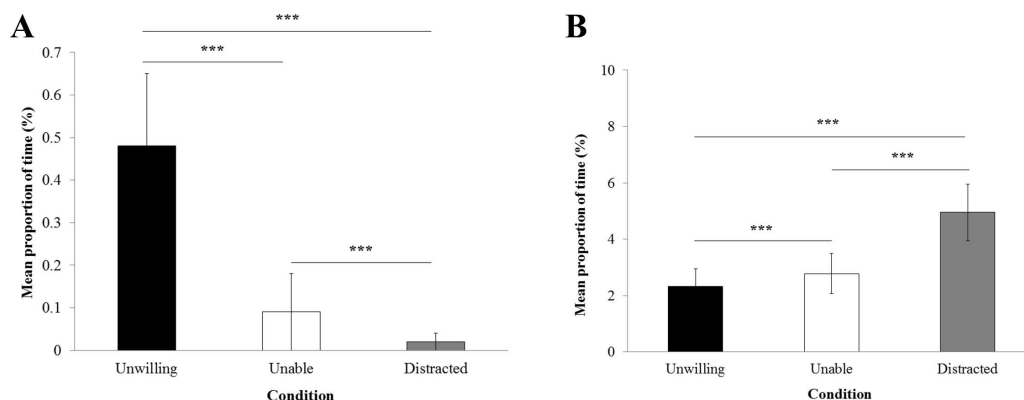 A
Mean proportion of time (%)
0.7
0.6
0.5
0.4
0.3
0.2
0.1
0
***
***
***
Unwilling Unable Distracted
Condition
B
Mean proportion of time (%)
10
8
6
4
2
0
***
***
***
Unwilling Unable Distracted
Condition